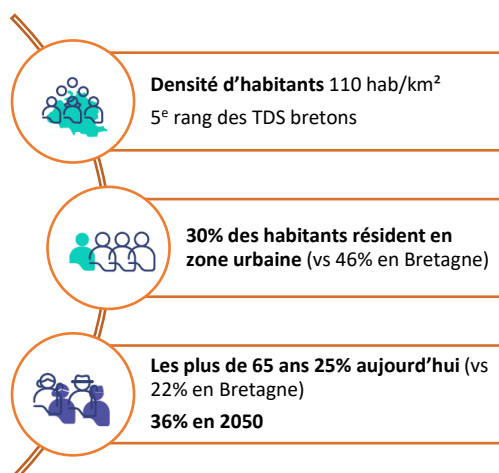 Densité d’habitants 110 hab/km²
5e rang des TDS bretons
30% des habitants résident en
zone urbaine (vs 46% en Bretagne)
Les plus de 65 ans 25% aujourd’hui (vs
22% en Bretagne)
36% en 2050